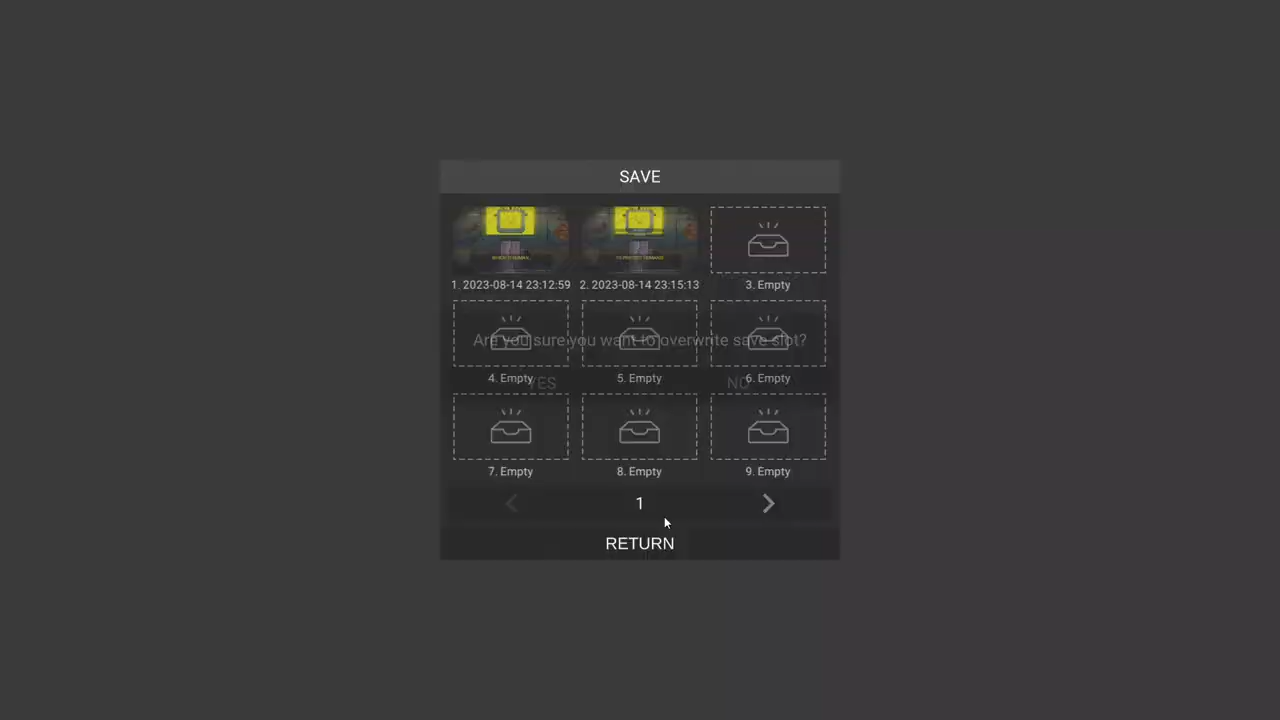 SAVE
1. 2023-08-14 23:12:59
2. 2023-08-14 23:15:13
3. Empty
Are you sure you want to overwrite save slot?
4. Empty
5. Empty
6. Empty
YES
NO
7. Empty
8. Empty
9. Empty
1
RETURN